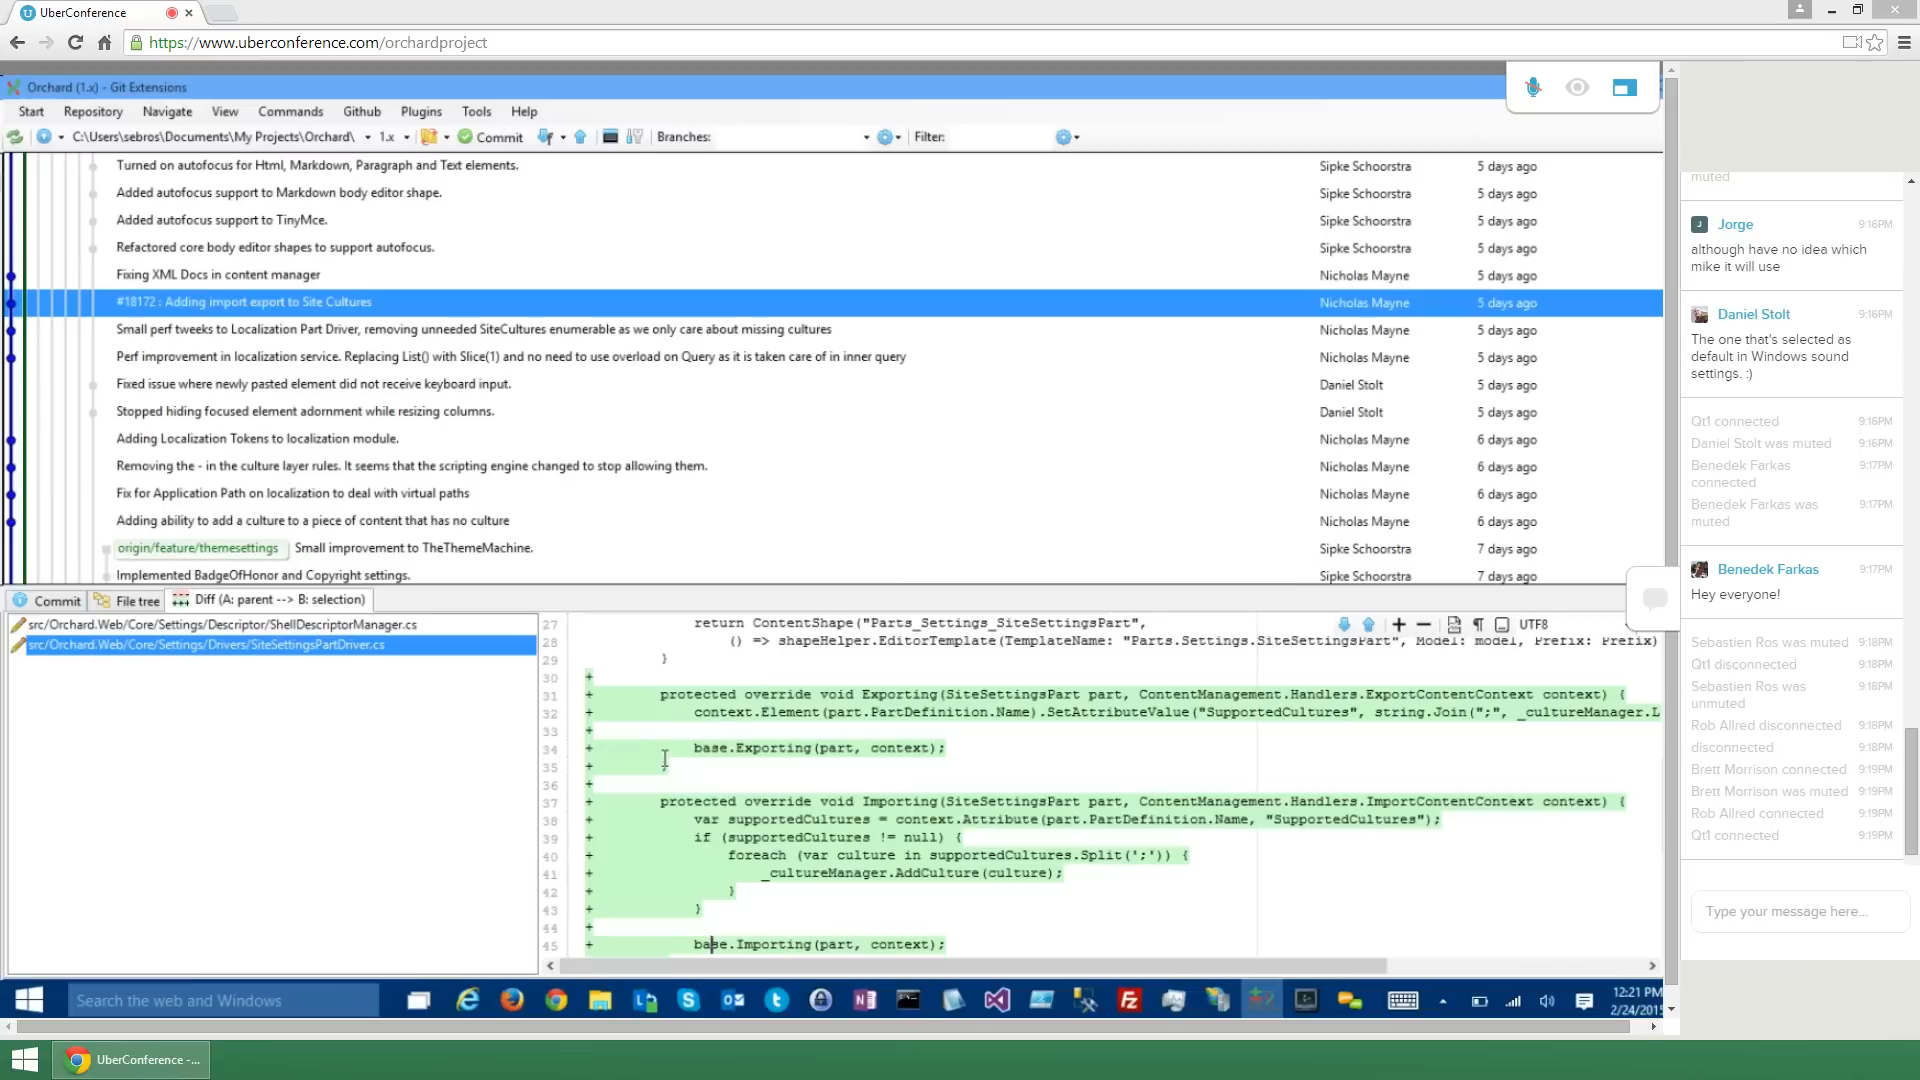 UberConference
https://www.uberconference.com/orchardproject
Orchard (1.x) - Git Extensions
Start Repository Navigate View Commands Github Plugins Tools Help
C:\Users\sebros\Documents\My Projects\Orchard\ 1.x Commit Branches: Filter:
Turned on autofocus for Html, Markdown, Paragraph and Text elements. Sipke Schoorstra 5 days ago
Added autofocus support to Markdown body editor shape. Sipke Schoorstra 5 days ago
Added autofocus support to TinyMce. Sipke Schoorstra 5 days ago
Refactored core body editor shapes to support autofocus. Sipke Schoorstra 5 days ago
Fixing XML Docs in content manager Nicholas Mayne 5 days ago
#18172 : Adding import export to Site Cultures Nicholas Mayne 5 days ago
Small perf tweeks to Localization Part Driver, removing unneeded SiteCultures enumerable as we only care about missing cultures Nicholas Mayne 5 days ago
Perf improvement in localization service. Replacing List() with Slice(1) and no need to use overload on Query as it is taken care of in inner query Nicholas Mayne 5 days ago
Fixed issue where newly pasted element did not receive keyboard input. Daniel Stolt 5 days ago
Stopped hiding focused element adornment while resizing columns. Daniel Stolt 5 days ago
Adding Localization Tokens to localization module. Nicholas Mayne 6 days ago
Removing the - in the culture layer rules. It seems that the scripting engine changed to stop allowing them. Nicholas Mayne 6 days ago
Fix for Application Path on localization to deal with virtual paths Nicholas Mayne 6 days ago
Adding ability to add a culture to a piece of content that has no culture Nicholas Mayne 6 days ago
origin/feature/themesettings Small improvement to TheThemeMachine. Sipke Schoorstra 7 days ago
Implemented BadgeOfHonor and Copyright settings. Sipke Schoorstra 7 days ago
Commit File tree Diff (A: parent --> B: selection)
src/Orchard.Web/Core/Settings/Descriptor/ShellDescriptorManager.cs
src/Orchard.Web/Core/Settings/Drivers/SiteSettingsPartDriver.cs
UTF8
27 return ContentShape("Parts_Settings_SiteSettingsPart",
28 () => shapeHelper.EditorTemplate(TemplateName: "Parts.Settings.SiteSettingsPart", Model: model, Prefix: Prefix)
29 }
30 +
31 + protected override void Exporting(SiteSettingsPart part, ContentManagement.Handlers.ExportContentContext context) {
32 + context.Element(part.PartDefinition.Name).SetAttributeValue("SupportedCultures", string.Join(";", _cultureManager.L
33 +
34 + base.Exporting(part, context);
35 + }
36 +
37 + protected override void Importing(SiteSettingsPart part, ContentManagement.Handlers.ImportContentContext context) {
38 + var supportedCultures = context.Attribute(part.PartDefinition.Name, "SupportedCultures");
39 + if (supportedCultures != null) {
40 + foreach (var culture in supportedCultures.Split(';')) {
41 + _cultureManager.AddCulture(culture);
42 + }
43 + }
44 +
45 + base.Importing(part, context);
muted
Jorge 9:16PM
although have no idea which
mike it will use
Daniel Stolt 9:16PM
The one that's selected as
default in Windows sound
settings. :)
Qt1 connected 9:16PM
Daniel Stolt was muted 9:16PM
Benedek Farkas 9:17PM
connected
Benedek Farkas was 9:17PM
muted
Benedek Farkas 9:17PM
Hey everyone!
Sebastien Ros was muted 9:18PM
Qt1 disconnected 9:18PM
Sebastien Ros was 9:18PM
unmuted
Rob Allred disconnected 9:18PM
disconnected 9:18PM
Brett Morrison connected 9:19PM
Brett Morrison was muted 9:19PM
Rob Allred connected 9:19PM
Qt1 connected 9:19PM
Type your message here...
Search the web and Windows
12:21 PM
2/24/2015
UberConference -...